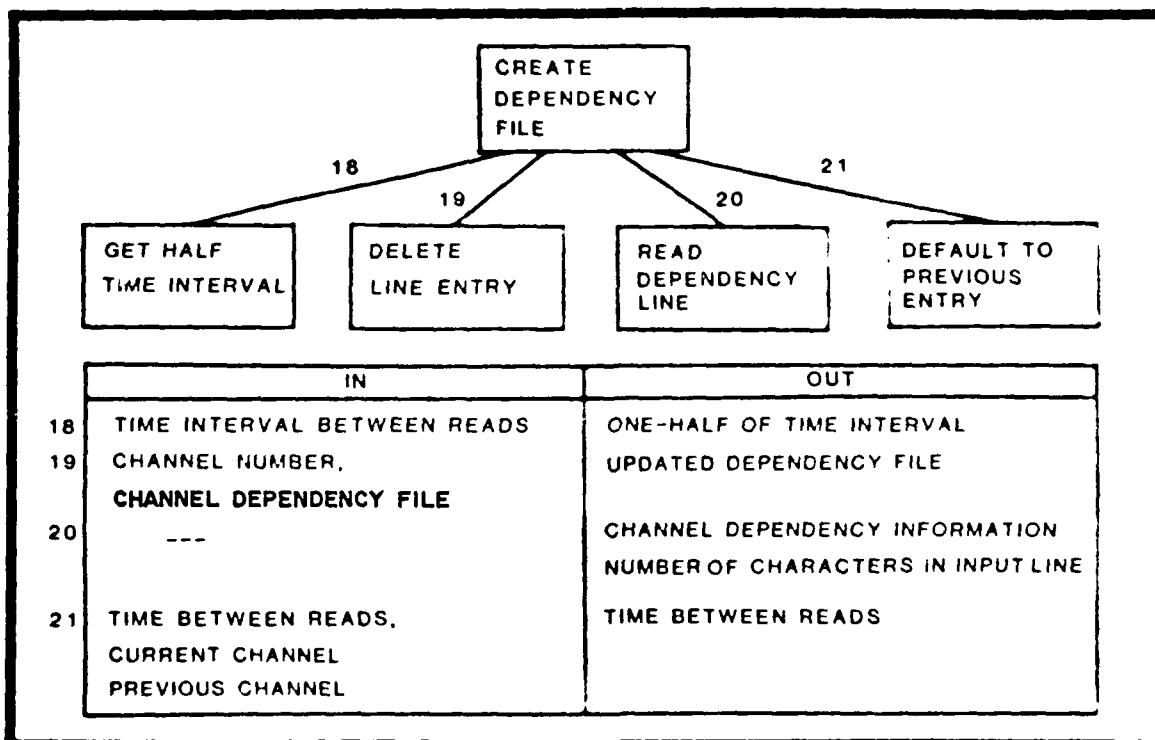 CREATE
DEPENDENCY
FILE
18
19
20
21
GET HALF
TIME INTERVAL
DELETE
LINE ENTRY
READ
DEPENDENCY
LINE
DEFAULT TO
PREVIOUS
ENTRY
IN OUT
18 TIME INTERVAL BETWEEN READS ONE-HALF OF TIME INTERVAL
19 CHANNEL NUMBER, UPDATED DEPENDENCY FILE
CHANNEL DEPENDENCY FILE
20 --- CHANNEL DEPENDENCY INFORMATION
NUMBER OF CHARACTERS IN INPUT LINE
21 TIME BETWEEN READS, TIME BETWEEN READS
CURRENT CHANNEL
PREVIOUS CHANNEL